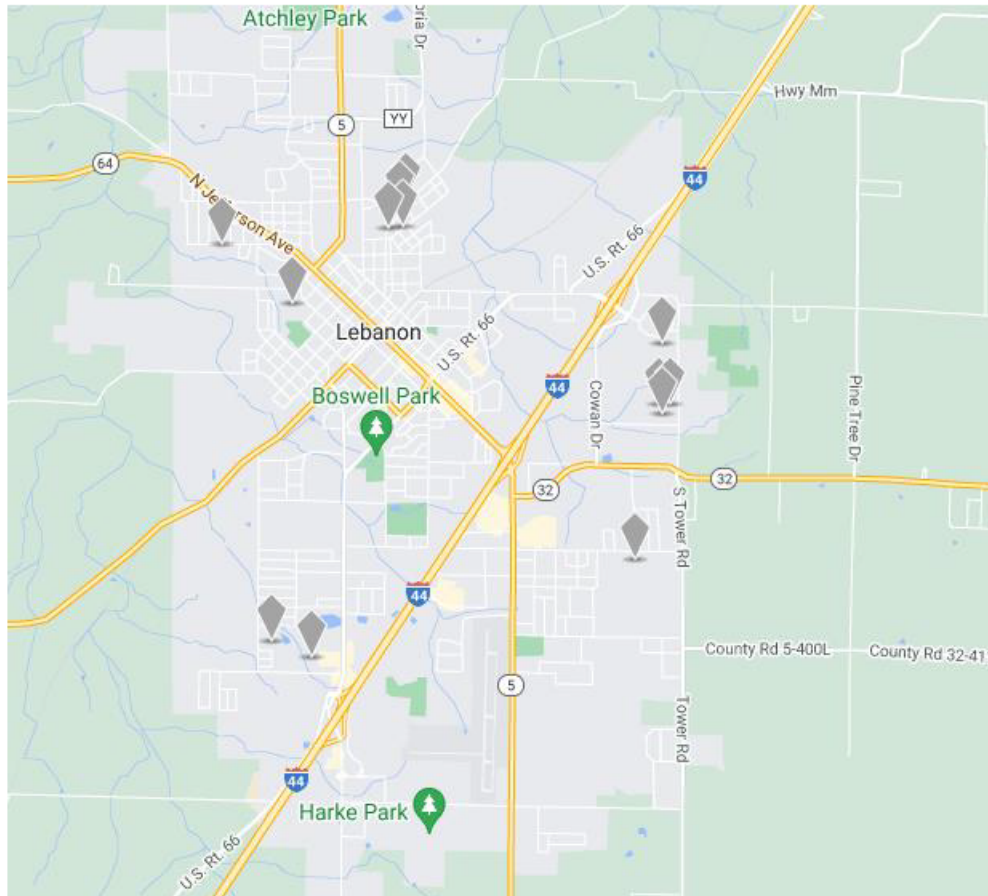 Atchley Park
oria Dr
Hwy Mm
5
YY
64
N Jefferson Ave
44
U.S. Rt. 66
Lebanon
U.S. Rt. 66
44
Boswell Park
Cowan Dr
Pine Tree Dr
32
32
S Tower Rd
44
County Rd 5-400L
County Rd 32-41
5
Tower Rd
44
Harke Park
U.S. Rt. 66